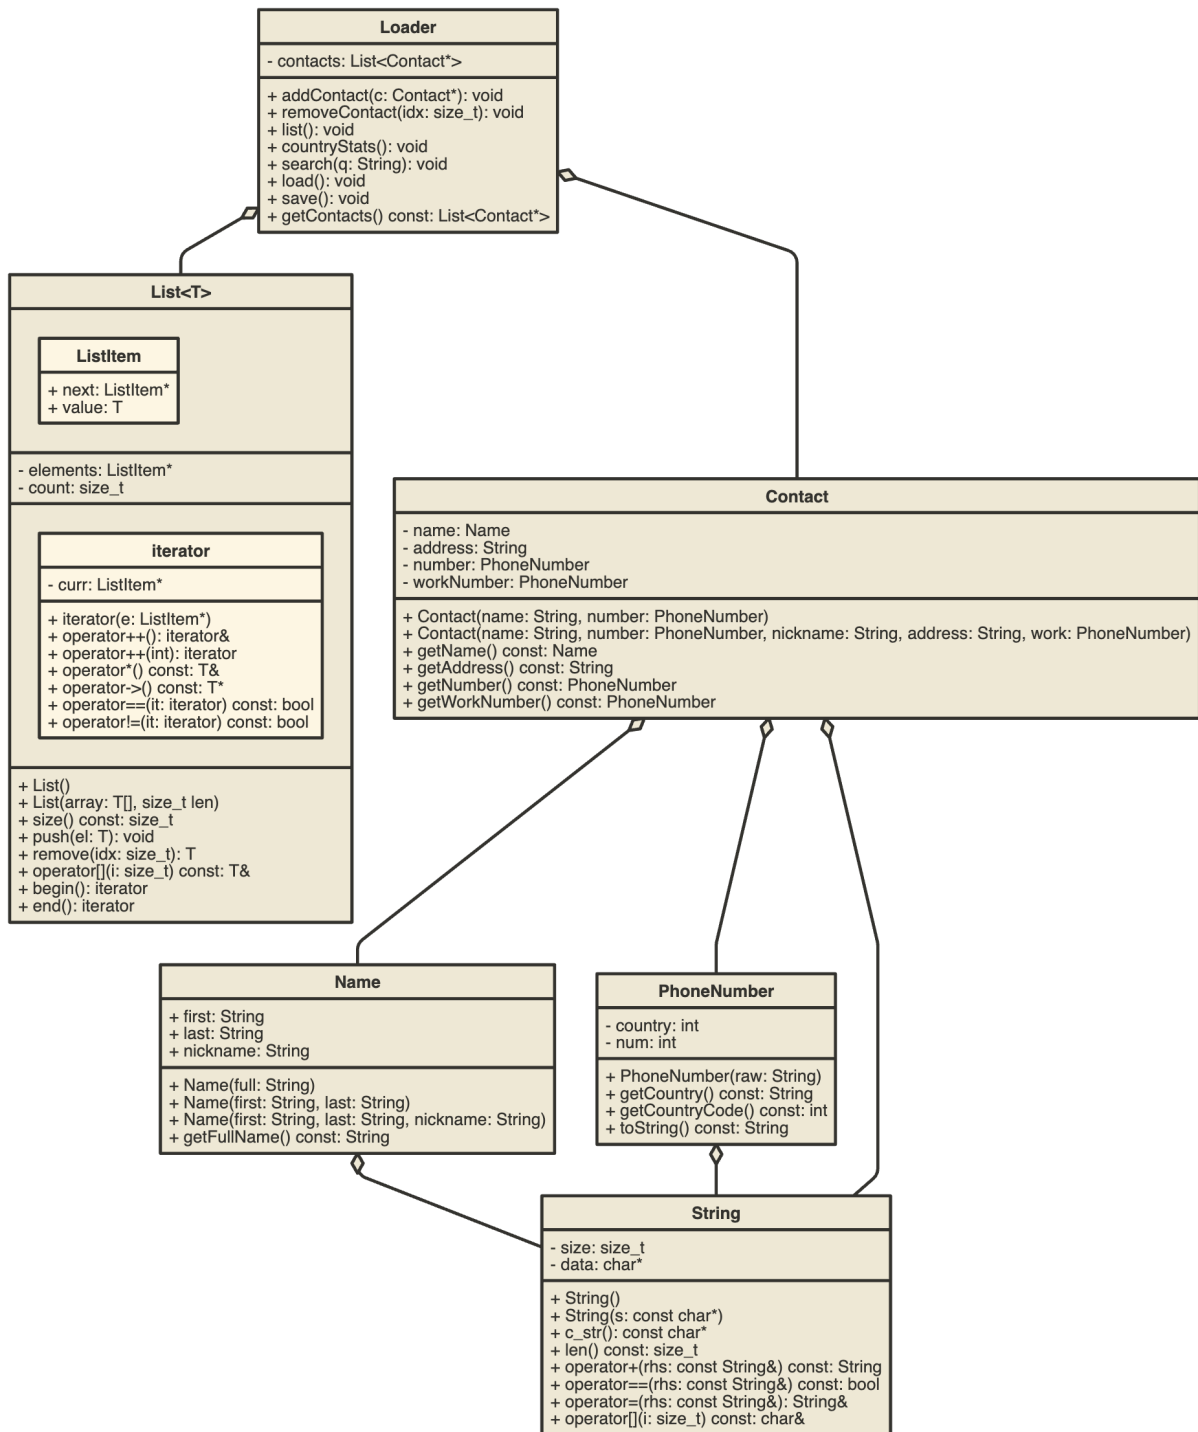 Loader
- contacts: List<Contact*>
+ addContact(c: Contact*): void
+ removeContact(idx: size_t): void
+ list(): void
+ countryStats(): void
+ search(q: String): void
+ load(): void
+ save(): void
+ getContacts() const: List<Contact*>
List<T>
ListItem
+ next: ListItem*
+ value: T
- elements: ListItem*
- count: size_t
iterator
- curr: ListItem*
+ iterator(e: ListItem*)
+ operator++(): iterator&
+ operator++(int): iterator
+ operator*() const: T&
+ operator->() const: T*
+ operator==(it: iterator) const: bool
+ operator!=(it: iterator) const: bool
+ List()
+ List(array: T[], size_t len)
+ size() const: size_t
+ push(el: T): void
+ remove(idx: size_t): T
+ operator[](i: size_t) const: T&
+ begin(): iterator
+ end(): iterator
Contact
- name: Name
- address: String
- number: PhoneNumber
- workNumber: PhoneNumber
+ Contact(name: String, number: PhoneNumber)
+ Contact(name: String, number: PhoneNumber, nickname: String, address: String, work: PhoneNumber)
+ getName() const: Name
+ getAddress() const: String
+ getNumber() const: PhoneNumber
+ getWorkNumber() const: PhoneNumber
Name
+ first: String
+ last: String
+ nickname: String
+ Name(full: String)
+ Name(first: String, last: String)
+ Name(first: String, last: String, nickname: String)
+ getFullName() const: String
PhoneNumber
- country: int
- num: int
+ PhoneNumber(raw: String)
+ getCountry() const: String
+ getCountryCode() const: int
+ toString() const: String
String
- size: size_t
- data: char*
+ String()
+ String(s: const char*)
+ c_str(): const char*
+ len() const: size_t
+ operator+(rhs: const String&) const: String
+ operator==(rhs: const String&) const: bool
+ operator=(rhs: const String&): String&
+ operator[](i: size_t) const: char&